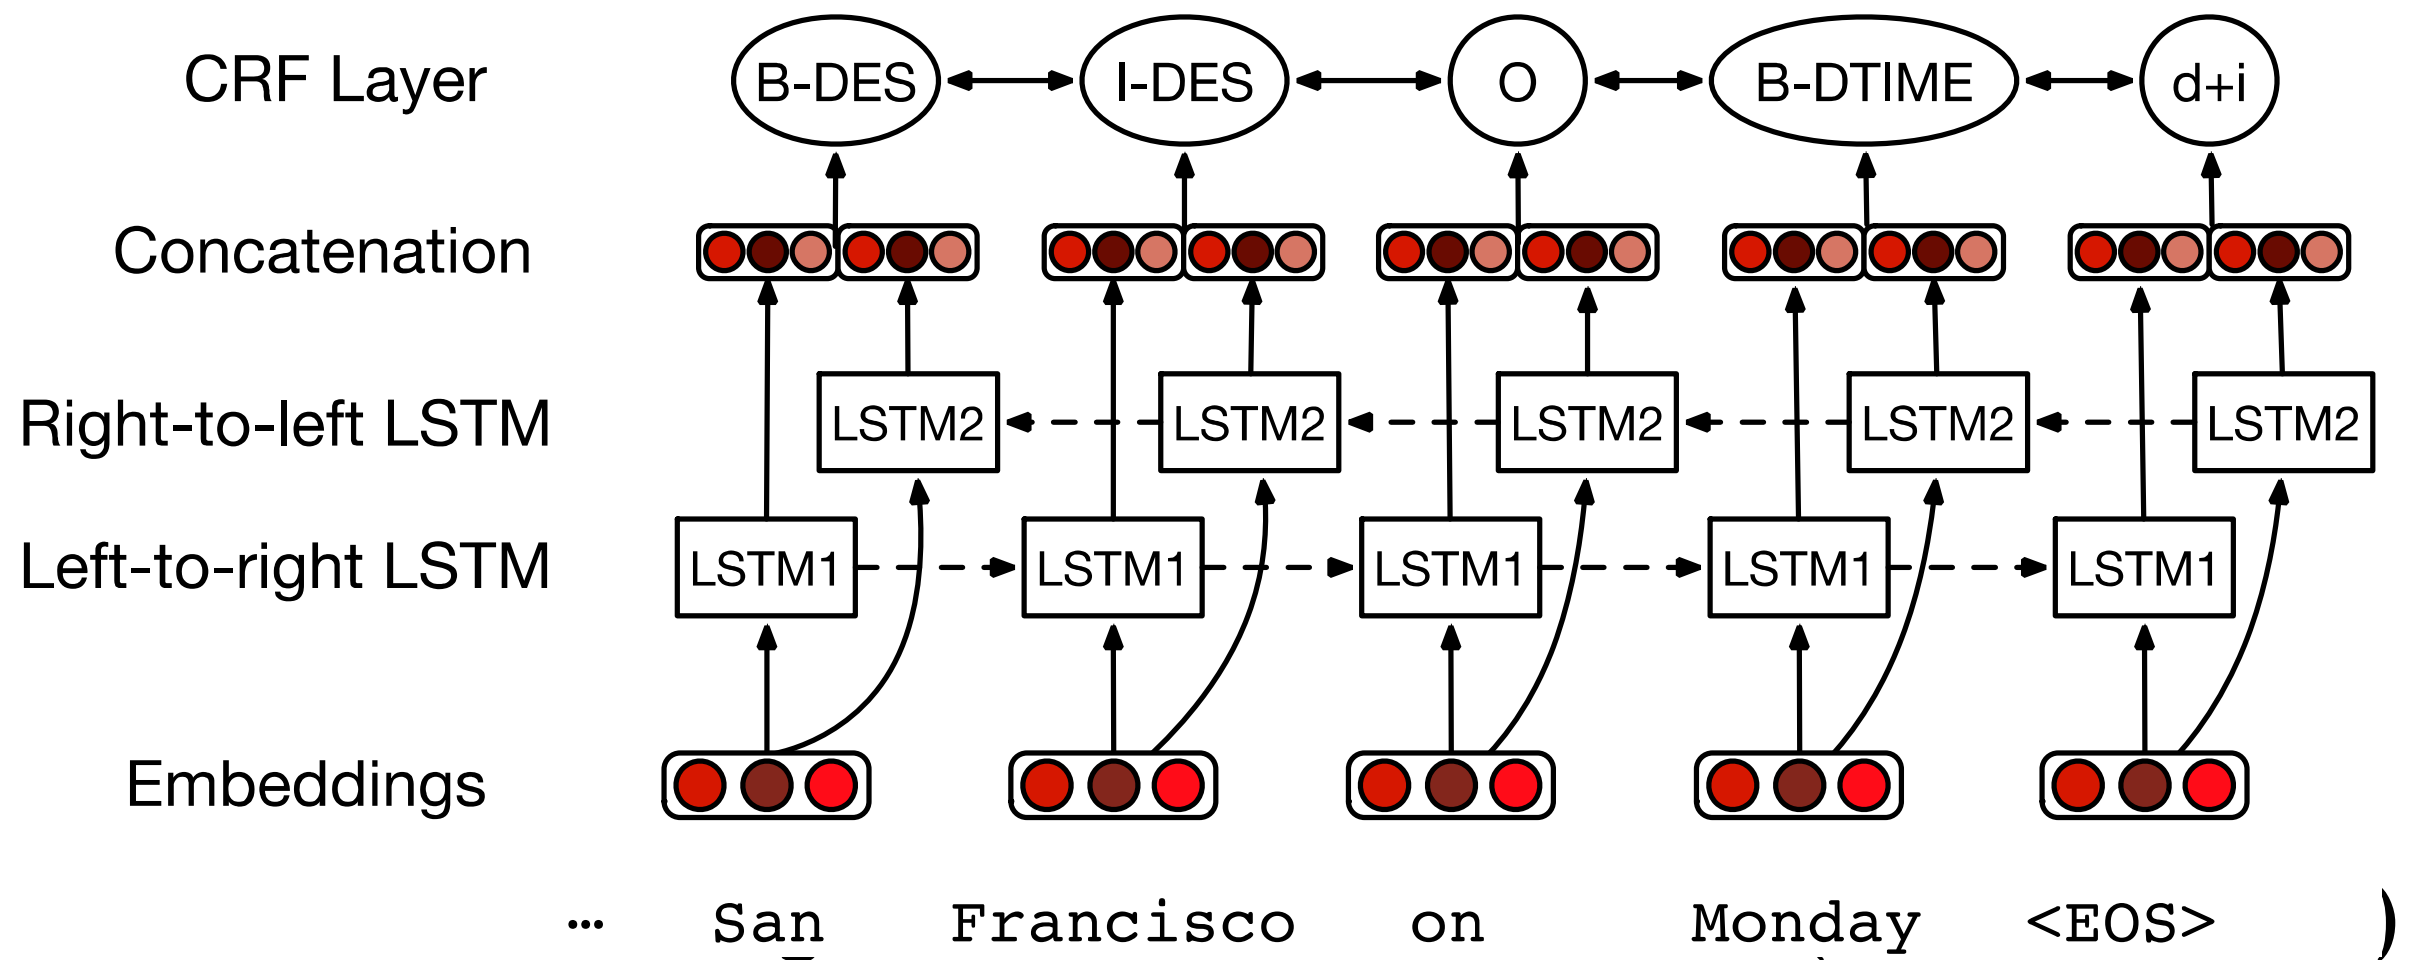 CRF Layer B-DES I-DES O B-DTIME d+i
Concatenation
Right-to-left LSTM LSTM2 LSTM2 LSTM2 LSTM2 LSTM2
Left-to-right LSTM LSTM1 LSTM1 LSTM1 LSTM1 LSTM1
Embeddings
… San Francisco on Monday <EOS> )